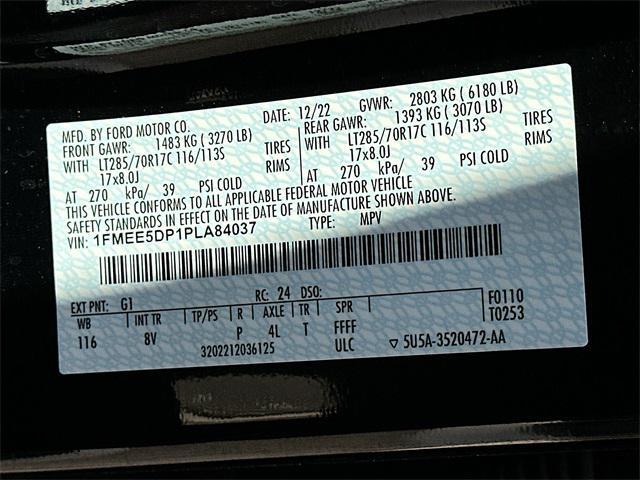 MFD. BY FORD MOTOR CO. DATE: 12/22 GVWR: 2803 KG ( 6180 LB)
FRONT GAWR: 1483 KG ( 3270 LB) REAR GAWR: 1393 KG ( 3070 LB)
WITH LT285/70R17C 116/113S TIRES LT285/70R17C 116/113S TIRES
17x8.0J RIMS 17x8.0J RIMS
AT 270 kPa/ 39 PSI COLD AT 270 kPa/ 39 PSI COLD
THIS VEHICLE CONFORMS TO ALL APPLICABLE FEDERAL MOTOR VEHICLE
SAFETY STANDARDS IN EFFECT ON THE DATE OF MANUFACTURE SHOWN ABOVE.
VIN: 1FMEE5DP1PLA84037 TYPE: MPV
EXT PNT: G1 RC: 24 DSO: F0110
WB INT TR TP/PS R AXLE TR SPR T0253
116 8V P 4L T FFFF
3202212036125 ULC ▽ 5U5A-3520472-AA